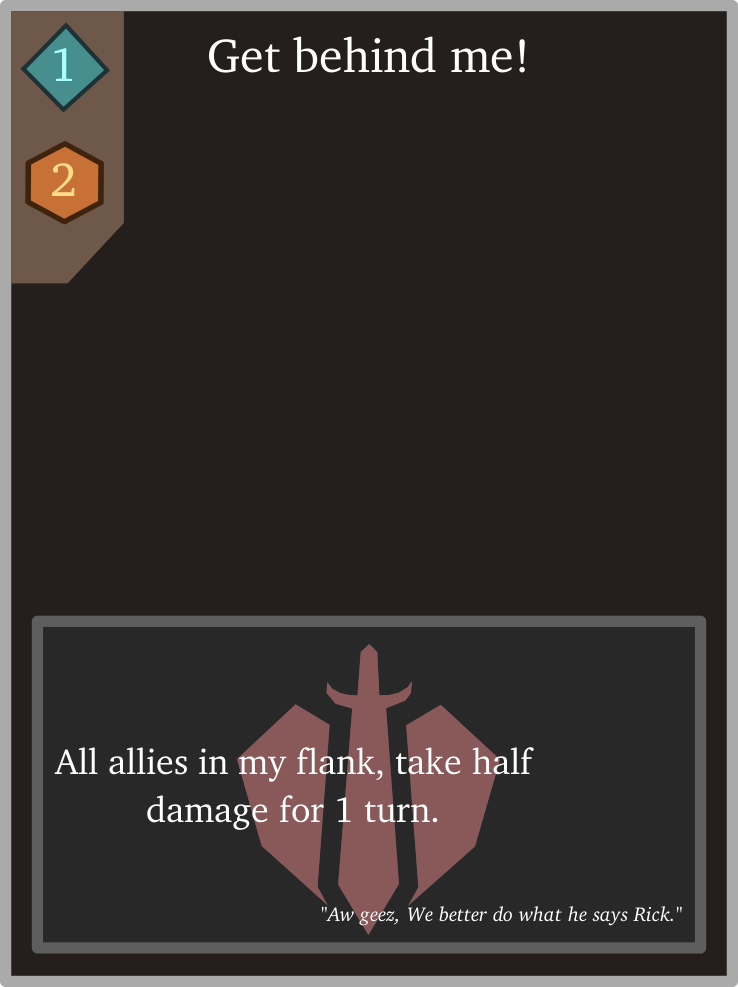 1
Get behind me!
2
All allies in my flank, take half
damage for 1 turn.
"Aw geez, We better do what he says Rick."